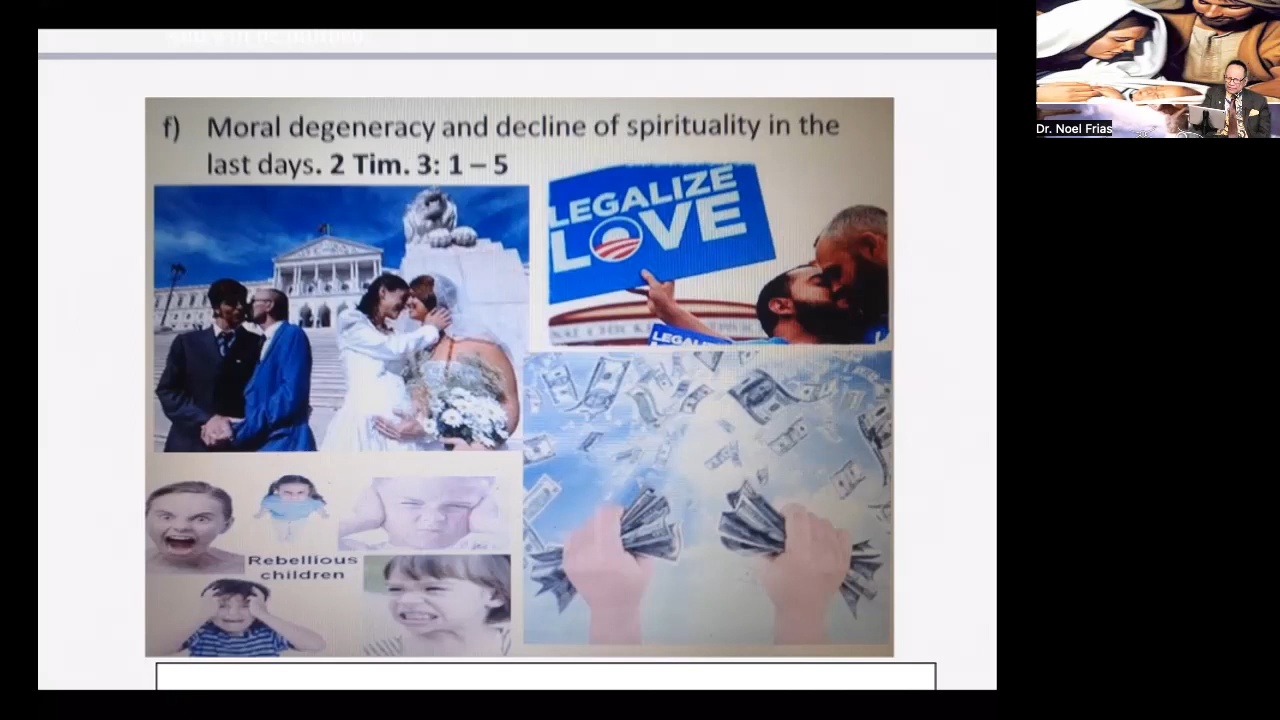 f) Moral degeneracy and decline of spirituality in the
last days. 2 Tim. 3: 1 – 5
LEGALIZE
LOVE
Rebellious
children
Dr. Noel Frias